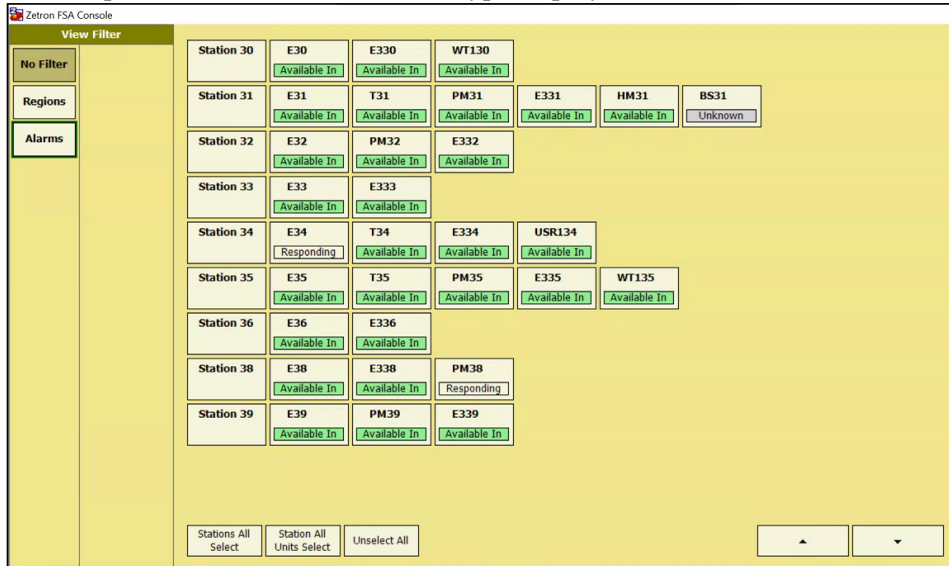 Zetron FSA Console
View Filter
No Filter
Regions
Alarms
Station 30 E30 E330 WT130
Available In Available In Available In
Station 31 E31 T31 PM31 E331 HM31 BS31
Available In Available In Available In Available In Available In Unknown
Station 32 E32 PM32 E332
Available In Available In Available In
Station 33 E33 E333
Available In Available In
Station 34 E34 T34 E334 USR134
Responding Available In Available In Available In
Station 35 E35 T35 PM35 E335 WT135
Available In Available In Available In Available In Available In
Station 36 E36 E336
Available In Available In
Station 38 E38 E338 PM38
Available In Available In Responding
Station 39 E39 PM39 E339
Available In Available In Available In
Stations All Station All Unselect All
Select Units Select